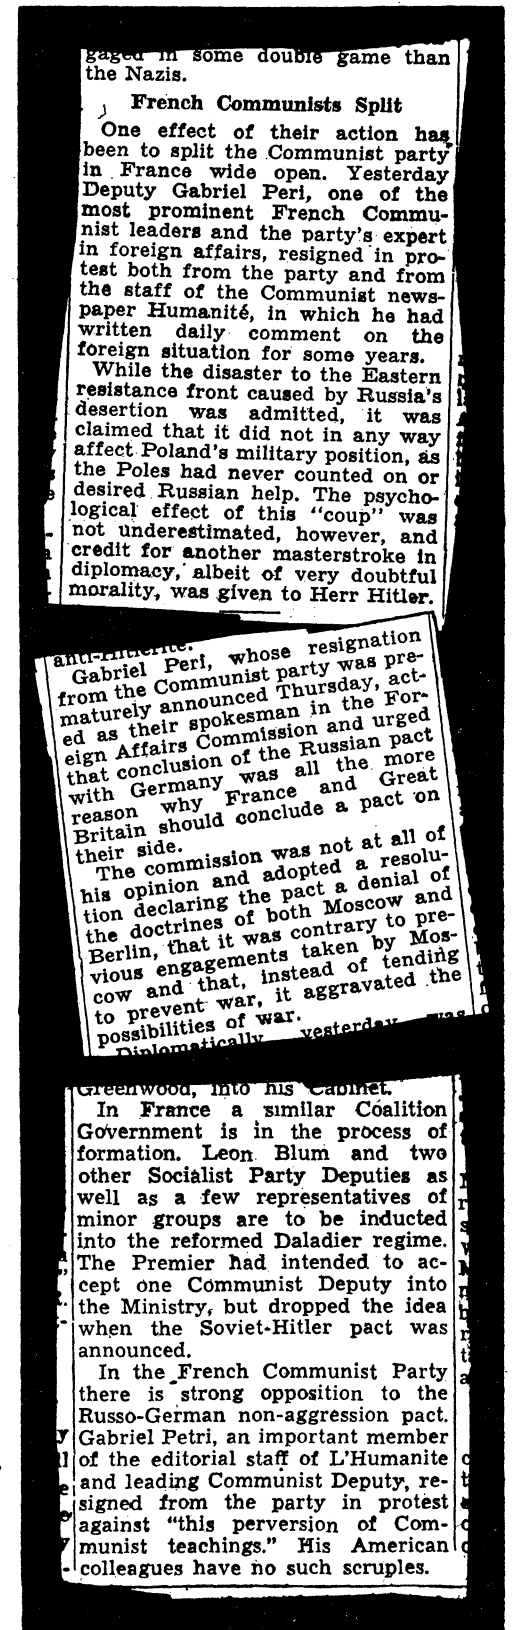 gaged in some double game than
the Nazis.
French Communists Split
One effect of their action has
been to split the Communist party
in France wide open. Yesterday
Deputy Gabriel Peri, one of the
most prominent French Commu-
nist leaders and the party's expert
in foreign affairs, resigned in pro-
test both from the party and from
the staff of the Communist news-
paper Humanité, in which he had
written daily comment on the
foreign situation for some years.
While the disaster to the Eastern
resistance front caused by Russia's
desertion was admitted, it was
claimed that it did not in any way
affect Poland's military position, as
the Poles had never counted on or
desired Russian help. The psycho-
logical effect of this "coup" was
not underestimated, however, and
credit for another masterstroke in
diplomacy, albeit of very doubtful
morality, was given to Herr Hitler.
anti-Hitlerite.
Gabriel Peri, whose resignation
from the Communist party was pre-
maturely announced Thursday, act-
ed as their spokesman in the For-
eign Affairs Commission and urged
that conclusion of the Russian pact
with Germany was all the more
reason why France and Great
Britain should conclude a pact on
their side.
The commission was not at all of
his opinion and adopted a resolu-
tion declaring the pact a denial of
the doctrines of both Moscow and
Berlin, that it was contrary to pre-
vious engagements taken by Mos-
cow and that, instead of tending
to prevent war, it aggravated the
possibilities of war.
Diplomatically yesterday was
Greenwood, into his Cabinet.
In France a similar Coalition
Government is in the process of
formation. Leon Blum and two
other Socialist Party Deputies as
well as a few representatives of
minor groups are to be inducted
into the reformed Daladier regime.
The Premier had intended to ac-
cept one Communist Deputy into
the Ministry, but dropped the idea
when the Soviet-Hitler pact was
announced.
In the French Communist Party
there is strong opposition to the
Russo-German non-aggression pact.
Gabriel Petri, an important member
of the editorial staff of L'Humanite
and leading Communist Deputy, re-
signed from the party in protest
against "this perversion of Com-
munist teachings." His American
colleagues have no such scruples.